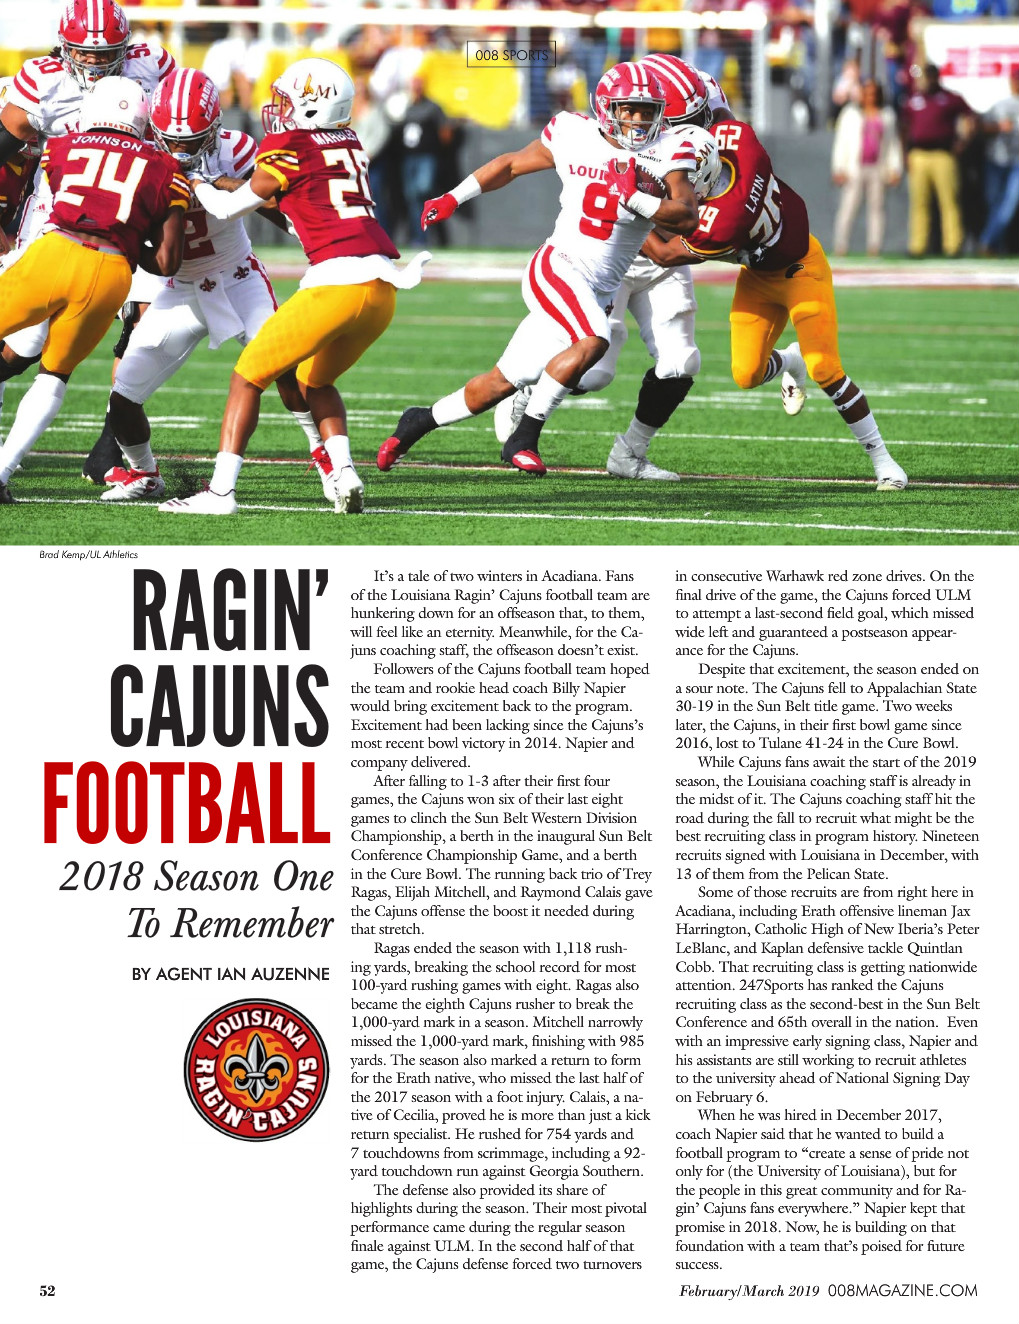 008 SPORTS
JOHNSON
24
62
LATIN
LOUI
9
Brad Kemp/UL Athletics
RAGIN’
CAJUNS
FOOTBALL
2018 Season One
To Remember
BY AGENT IAN AUZENNE
LOUISIANA
RAGIN’ CAJUNS
It’s a tale of two winters in Acadiana. Fans
of the Louisiana Ragin’ Cajuns football team are
hunkering down for an offseason that, to them,
will feel like an eternity. Meanwhile, for the Ca-
juns coaching staff, the offseason doesn’t exist.
Followers of the Cajuns football team hoped
the team and rookie head coach Billy Napier
would bring excitement back to the program.
Excitement had been lacking since the Cajuns’s
most recent bowl victory in 2014. Napier and
company delivered.
After falling to 1-3 after their first four
games, the Cajuns won six of their last eight
games to clinch the Sun Belt Western Division
Championship, a berth in the inaugural Sun Belt
Conference Championship Game, and a berth
in the Cure Bowl. The running back trio of Trey
Ragas, Elijah Mitchell, and Raymond Calais gave
the Cajuns offense the boost it needed during
that stretch.
Ragas ended the season with 1,118 rush-
ing yards, breaking the school record for most
100-yard rushing games with eight. Ragas also
became the eighth Cajuns rusher to break the
1,000-yard mark in a season. Mitchell narrowly
missed the 1,000-yard mark, finishing with 985
yards. The season also marked a return to form
for the Erath native, who missed the last half of
the 2017 season with a foot injury. Calais, a na-
tive of Cecilia, proved he is more than just a kick
return specialist. He rushed for 754 yards and
7 touchdowns from scrimmage, including a 92-
yard touchdown run against Georgia Southern.
The defense also provided its share of
highlights during the season. Their most pivotal
performance came during the regular season
finale against ULM. In the second half of that
game, the Cajuns defense forced two turnovers
in consecutive Warhawk red zone drives. On the
final drive of the game, the Cajuns forced ULM
to attempt a last-second field goal, which missed
wide left and guaranteed a postseason appear-
ance for the Cajuns.
Despite that excitement, the season ended on
a sour note. The Cajuns fell to Appalachian State
30-19 in the Sun Belt title game. Two weeks
later, the Cajuns, in their first bowl game since
2016, lost to Tulane 41-24 in the Cure Bowl.
While Cajuns fans await the start of the 2019
season, the Louisiana coaching staff is already in
the midst of it. The Cajuns coaching staff hit the
road during the fall to recruit what might be the
best recruiting class in program history. Nineteen
recruits signed with Louisiana in December, with
13 of them from the Pelican State.
Some of those recruits are from right here in
Acadiana, including Erath offensive lineman Jax
Harrington, Catholic High of New Iberia’s Peter
LeBlanc, and Kaplan defensive tackle Quintlan
Cobb. That recruiting class is getting nationwide
attention. 247Sports has ranked the Cajuns
recruiting class as the second-best in the Sun Belt
Conference and 65th overall in the nation. Even
with an impressive early signing class, Napier and
his assistants are still working to recruit athletes
to the university ahead of National Signing Day
on February 6.
When he was hired in December 2017,
coach Napier said that he wanted to build a
football program to “create a sense of pride not
only for (the University of Louisiana), but for
the people in this great community and for Ra-
gin’ Cajuns fans everywhere.” Napier kept that
promise in 2018. Now, he is building on that
foundation with a team that’s poised for future
success.
52
February/March 2019 008MAGAZINE.COM